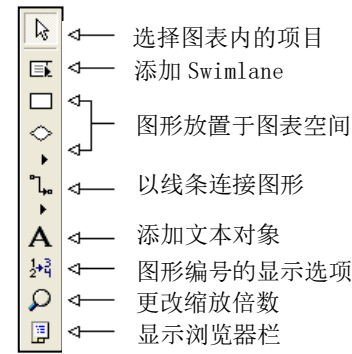 选择图表内的项目
添加 Swimlane
图形放置于图表空间
以线条连接图形
A 添加文本对象
图形编号的显示选项
更改缩放倍数
显示浏览器栏